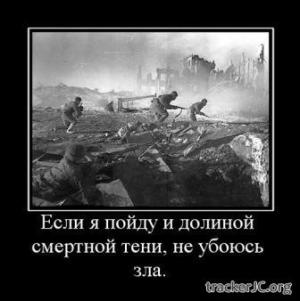 Если я пойду и долиной
смертной тени, не убоюсь
зла.
trackerJC.org